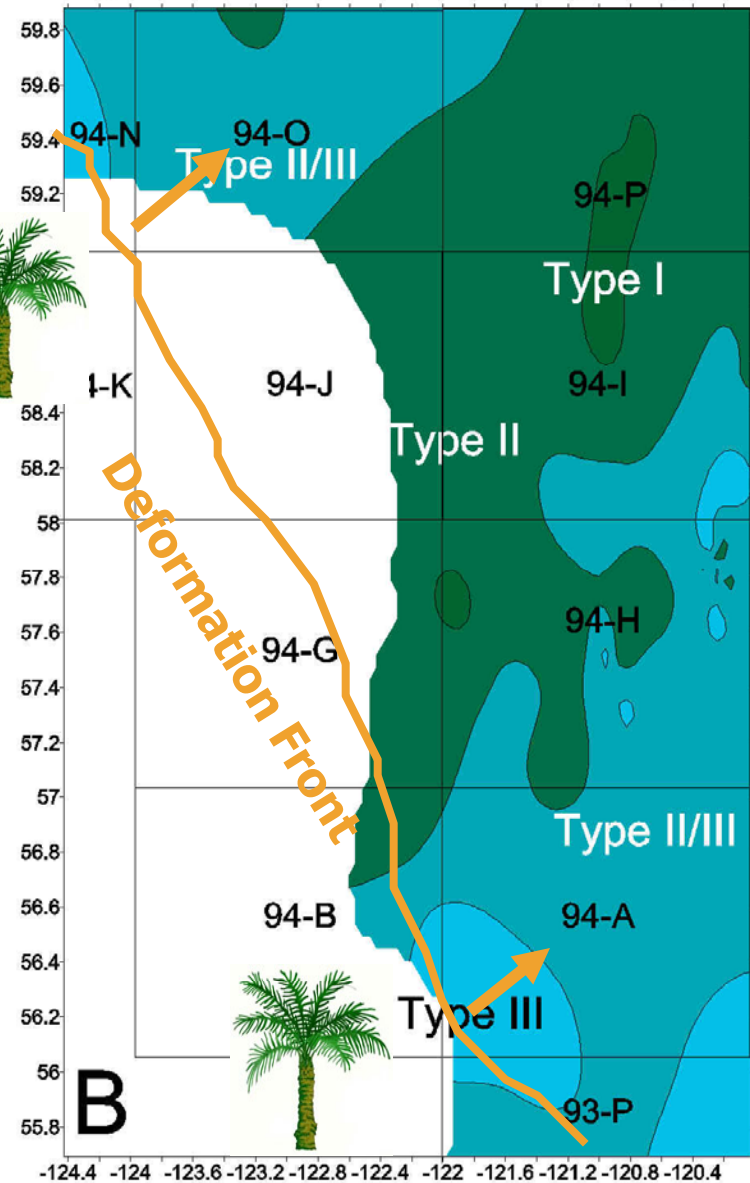 59.8
59.6
59.4
94-N
94-O
Type II/III
59.2
94-P
Type I
4-K
94-J
94-I
58.4
Type II
58.2
58
Deformation Front
57.8
57.6
94-H
94-G
57.4
57.2
57
Type II/III
56.8
56.6
94-B
94-A
56.4
56.2
Type III
56
B
93-P
55.8
-124.4 -124 -123.6 -123.2 -122.8 -122.4 -122 -121.6 -121.2 -120.8 -120.4